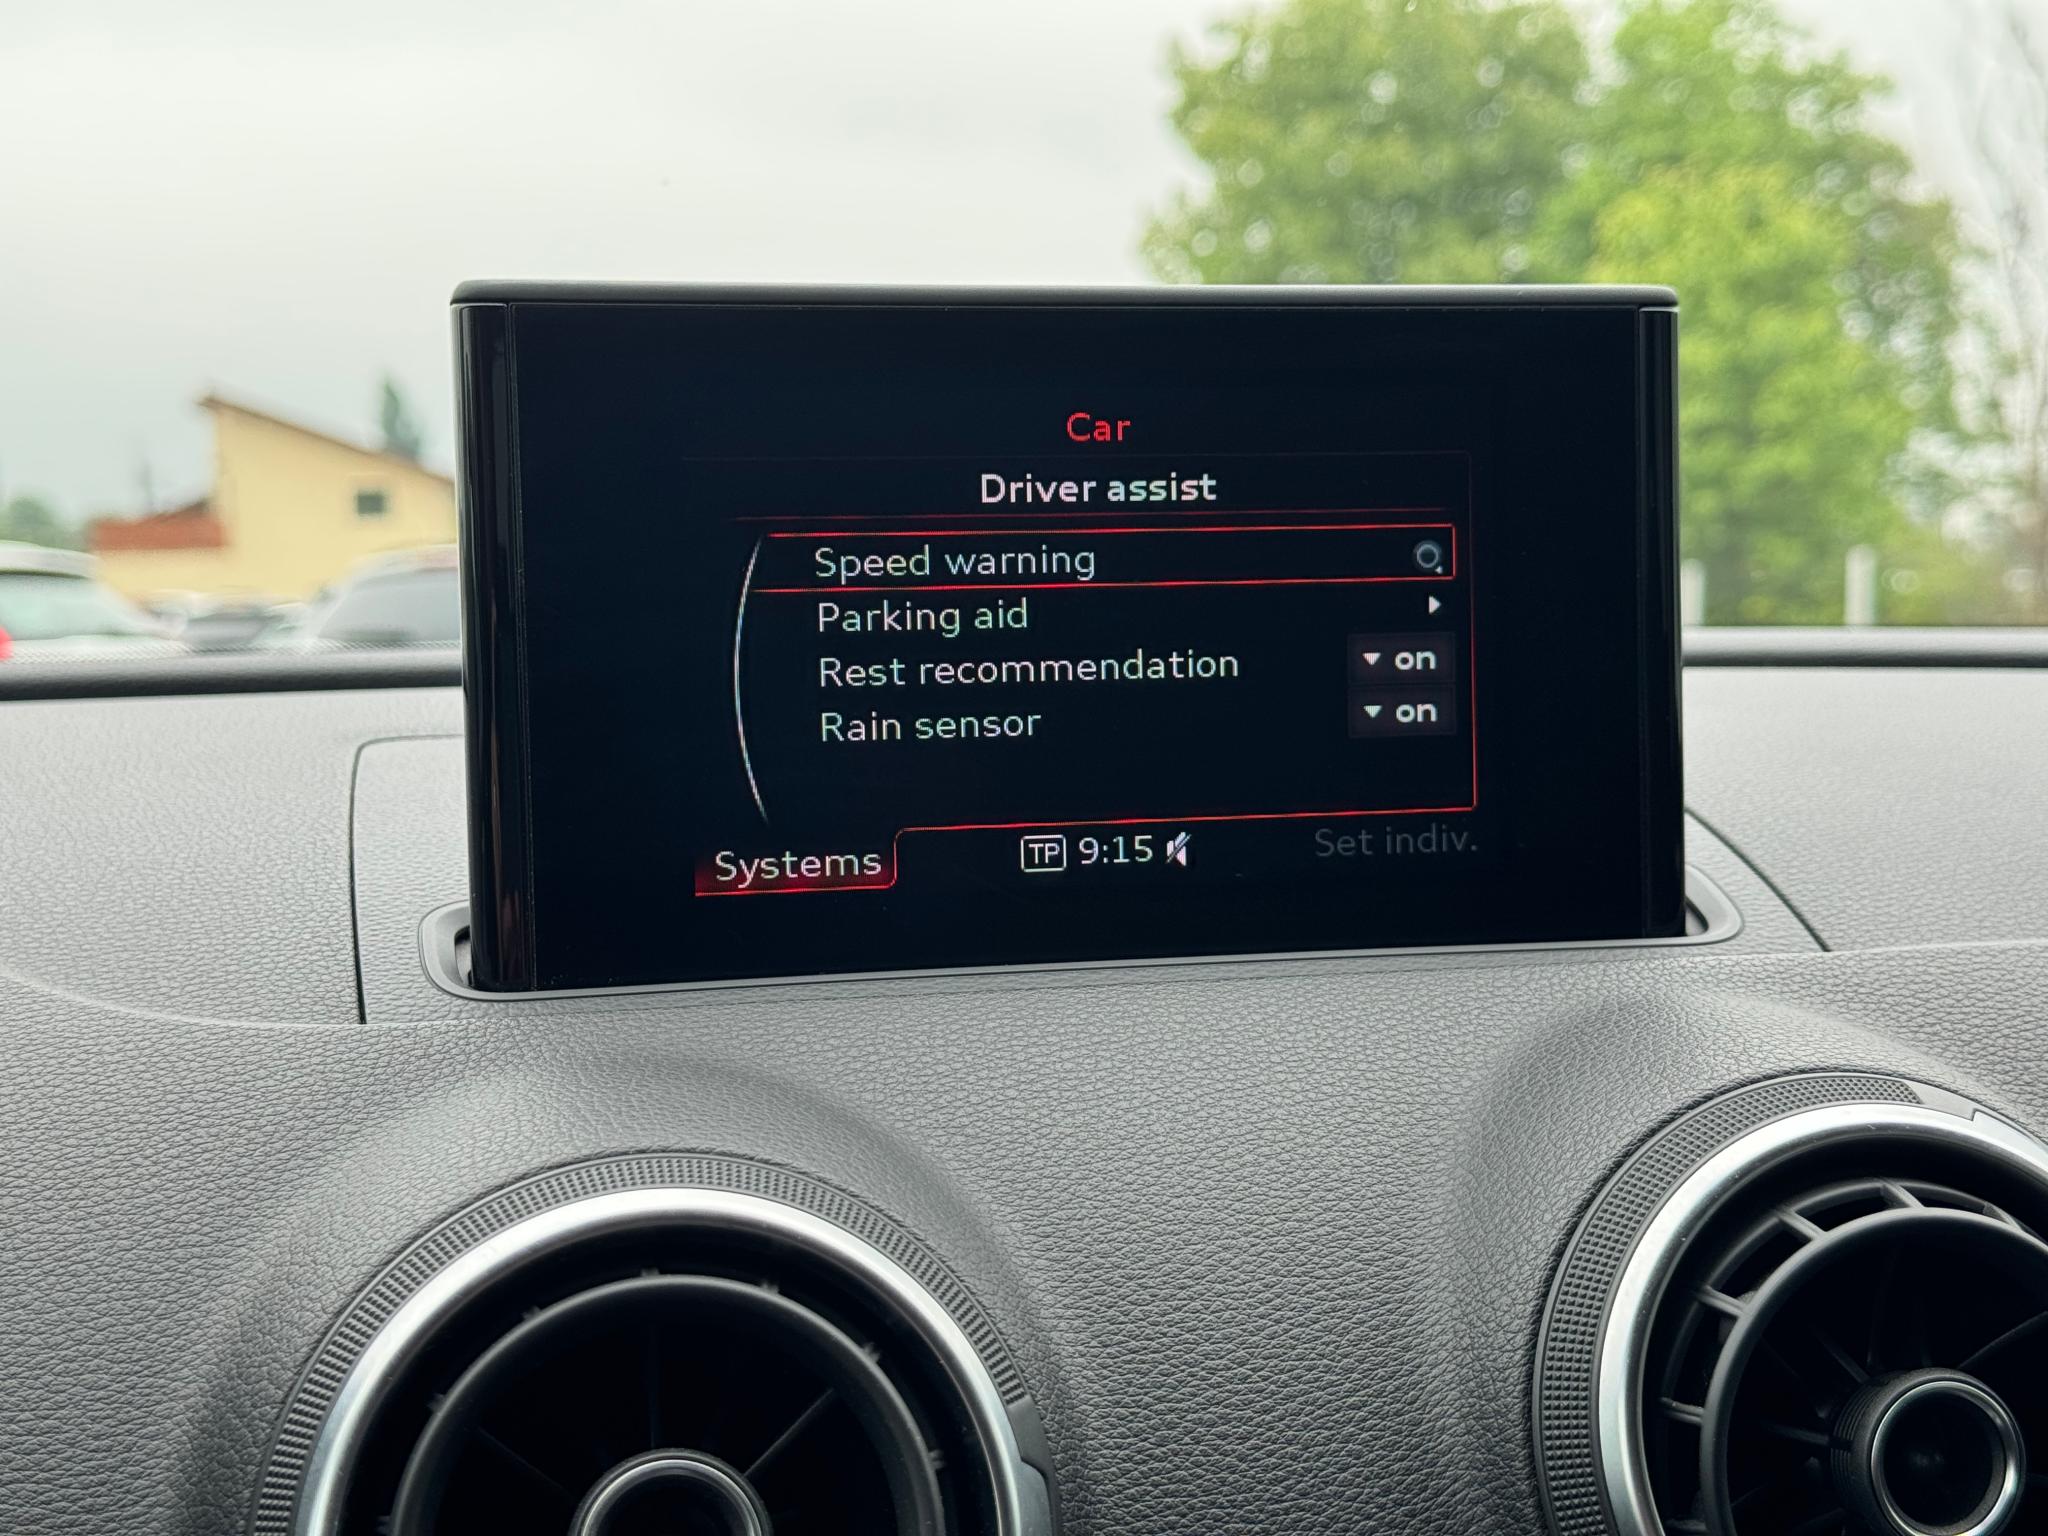 Car
Driver assist
Speed warning
Parking aid
Rest recommendation on
Rain sensor on
Systems TP 9:15 Set indiv.